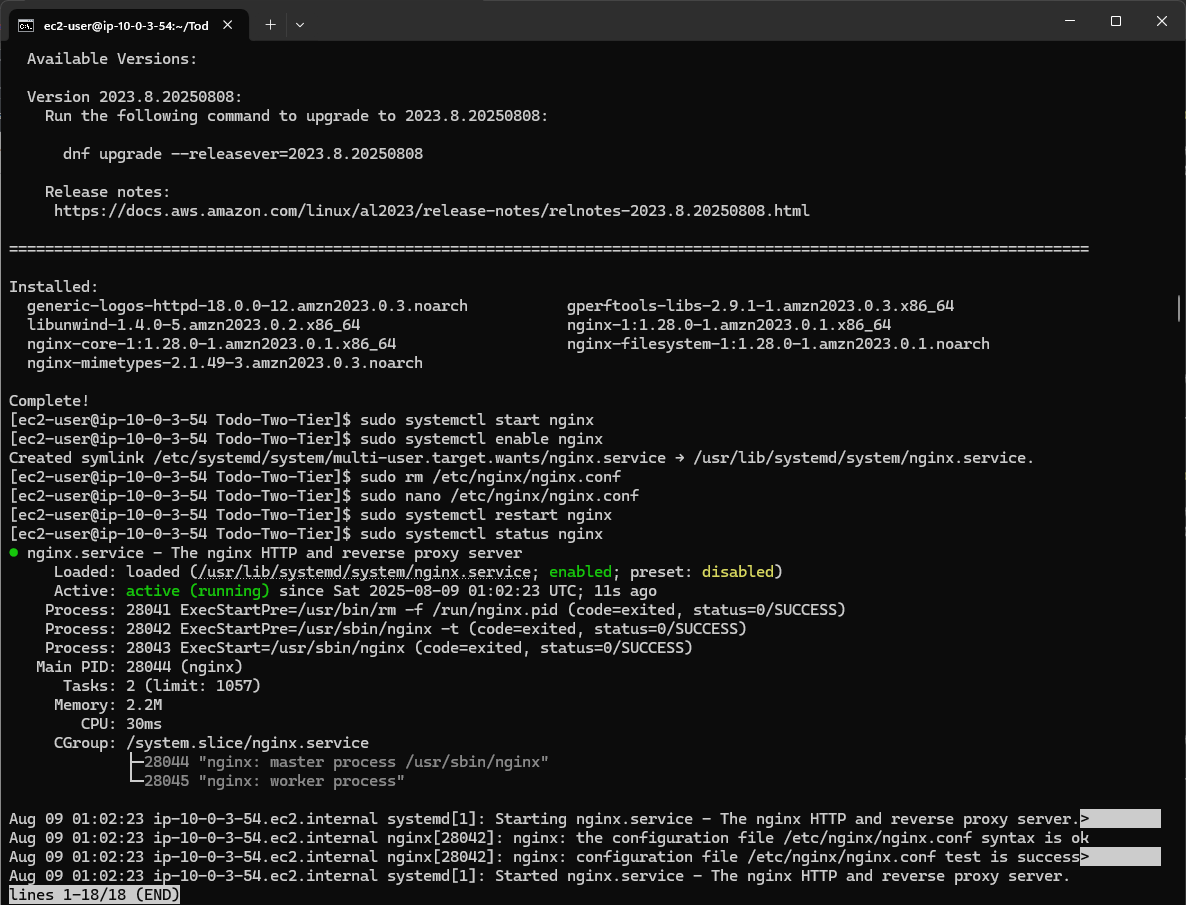 ec2-user@ip-10-0-3-54:~/Tod
Available Versions:
Version 2023.8.20250808:
Run the following command to upgrade to 2023.8.20250808:
dnf upgrade --releasever=2023.8.20250808
Release notes:
https://docs.aws.amazon.com/linux/al2023/release-notes/relnotes-2023.8.20250808.html
========================================================================================================================
Installed:
generic-logos-httpd-18.0.0-12.amzn2023.0.3.noarch gperftools-libs-2.9.1-1.amzn2023.0.3.x86_64
libunwind-1.4.0-5.amzn2023.0.2.x86_64 nginx-1:1.28.0-1.amzn2023.0.1.x86_64
nginx-core-1:1.28.0-1.amzn2023.0.1.x86_64 nginx-filesystem-1:1.28.0-1.amzn2023.0.1.noarch
nginx-mimetypes-2.1.49-3.amzn2023.0.3.noarch
Complete!
[ec2-user@ip-10-0-3-54 Todo-Two-Tier]$ sudo systemctl start nginx
[ec2-user@ip-10-0-3-54 Todo-Two-Tier]$ sudo systemctl enable nginx
Created symlink /etc/systemd/system/multi-user.target.wants/nginx.service → /usr/lib/systemd/system/nginx.service.
[ec2-user@ip-10-0-3-54 Todo-Two-Tier]$ sudo rm /etc/nginx/nginx.conf
[ec2-user@ip-10-0-3-54 Todo-Two-Tier]$ sudo nano /etc/nginx/nginx.conf
[ec2-user@ip-10-0-3-54 Todo-Two-Tier]$ sudo systemctl restart nginx
[ec2-user@ip-10-0-3-54 Todo-Two-Tier]$ sudo systemctl status nginx
● nginx.service - The nginx HTTP and reverse proxy server
Loaded: loaded (/usr/lib/systemd/system/nginx.service; enabled; preset: disabled)
Active: active (running) since Sat 2025-08-09 01:02:23 UTC; 11s ago
Process: 28041 ExecStartPre=/usr/bin/rm -f /run/nginx.pid (code=exited, status=0/SUCCESS)
Process: 28042 ExecStartPre=/usr/sbin/nginx -t (code=exited, status=0/SUCCESS)
Process: 28043 ExecStart=/usr/sbin/nginx (code=exited, status=0/SUCCESS)
Main PID: 28044 (nginx)
Tasks: 2 (limit: 1057)
Memory: 2.2M
CPU: 30ms
CGroup: /system.slice/nginx.service
├─28044 "nginx: master process /usr/sbin/nginx"
└─28045 "nginx: worker process"
Aug 09 01:02:23 ip-10-0-3-54.ec2.internal systemd[1]: Starting nginx.service - The nginx HTTP and reverse proxy server.>
Aug 09 01:02:23 ip-10-0-3-54.ec2.internal nginx[28042]: nginx: the configuration file /etc/nginx/nginx.conf syntax is ok
Aug 09 01:02:23 ip-10-0-3-54.ec2.internal nginx[28042]: nginx: configuration file /etc/nginx/nginx.conf test is success>
Aug 09 01:02:23 ip-10-0-3-54.ec2.internal systemd[1]: Started nginx.service - The nginx HTTP and reverse proxy server.
lines 1-18/18 (END)